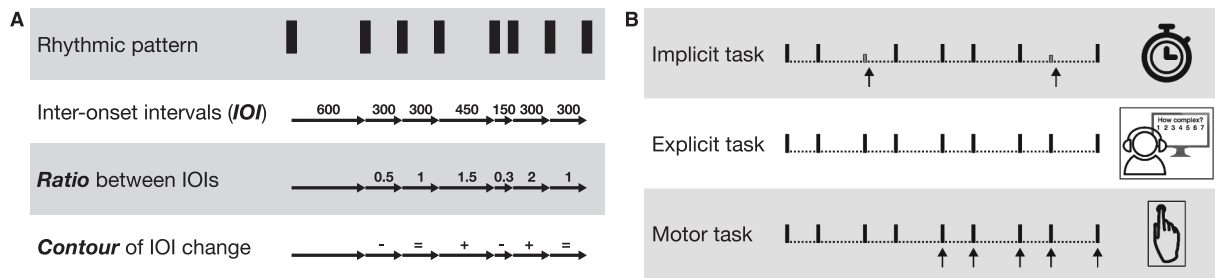 A
Rhythmic pattern
Inter-onset intervals (IOI)
600 300 300 450 150 300 300
Ratio between IOIs
0.5 1 1.5 0.3 2 1
Contour of IOI change
- = + - + =
B
Implicit task
Explicit task
How complex?
1 2 3 4 5 6 7
Motor task